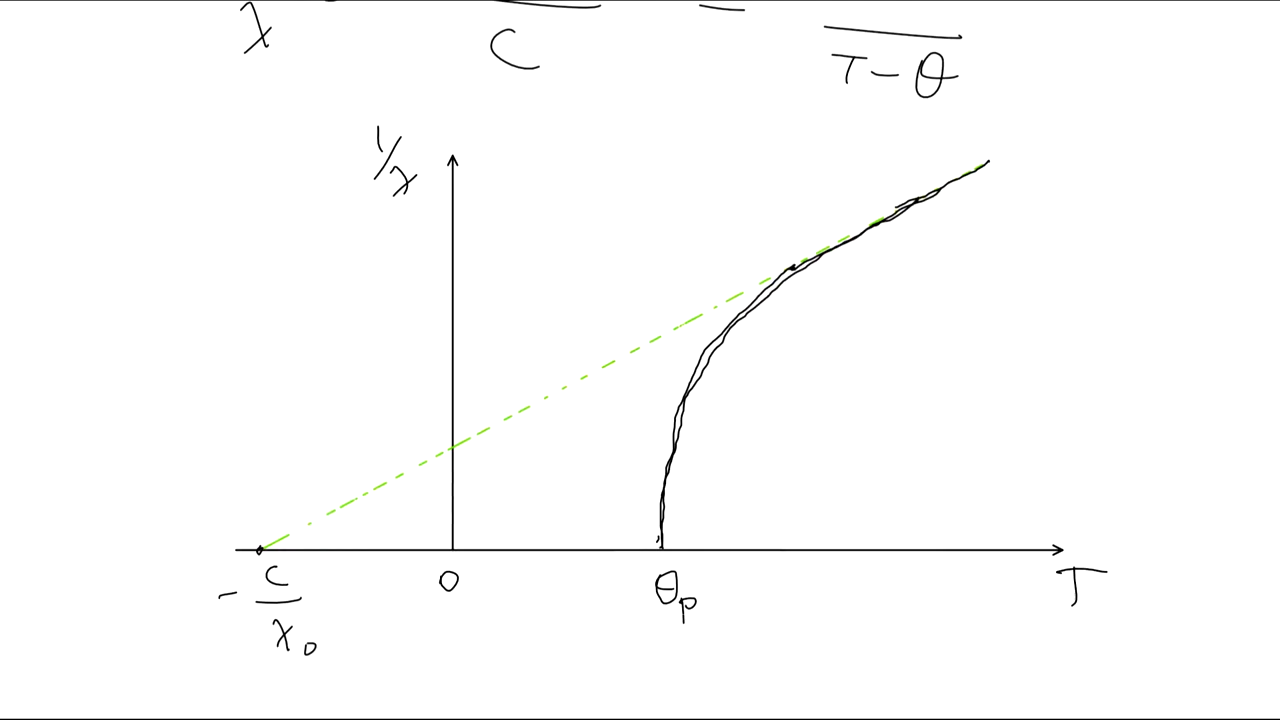 χ = C = T - θ
1/χ
0 θp T
- C/χ0